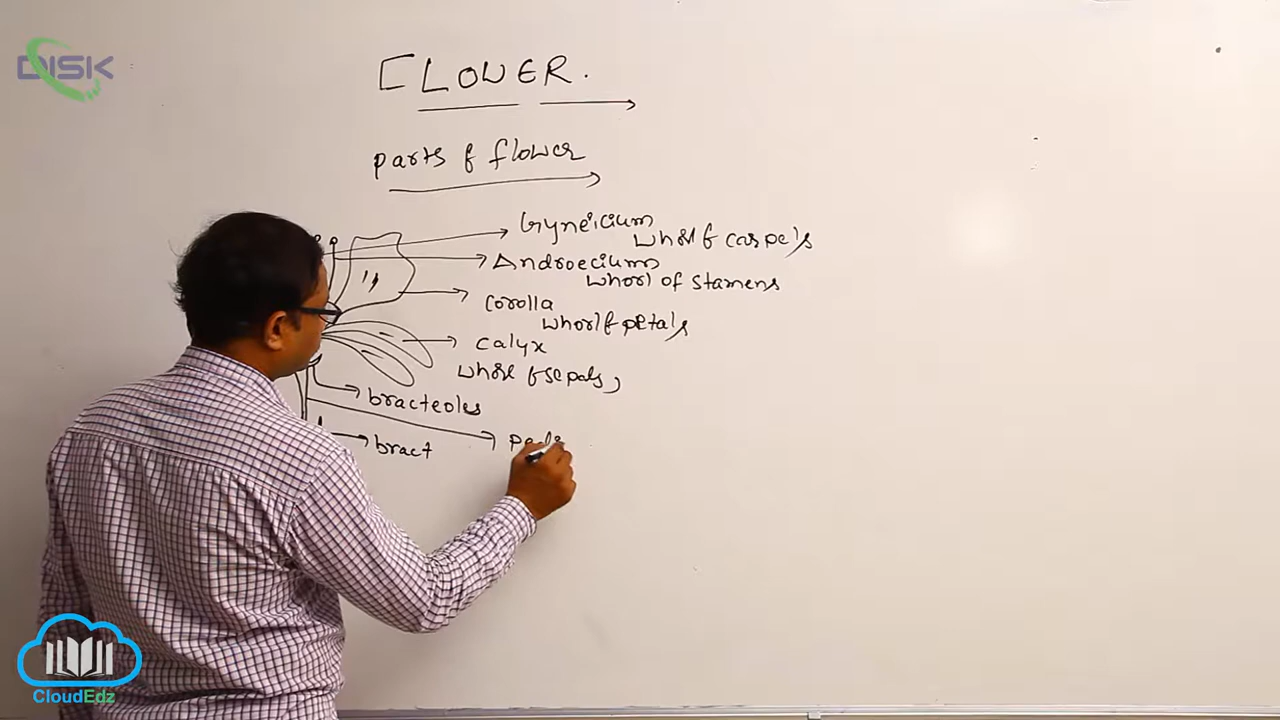 DISK
FLOWER.
parts of flower
Gyneicium
whorl of carpels
Androecium
whorl of stamens
corolla
whorl of petals
calyx
whorl of sepals,
bracteoles
bract
CloudEdz